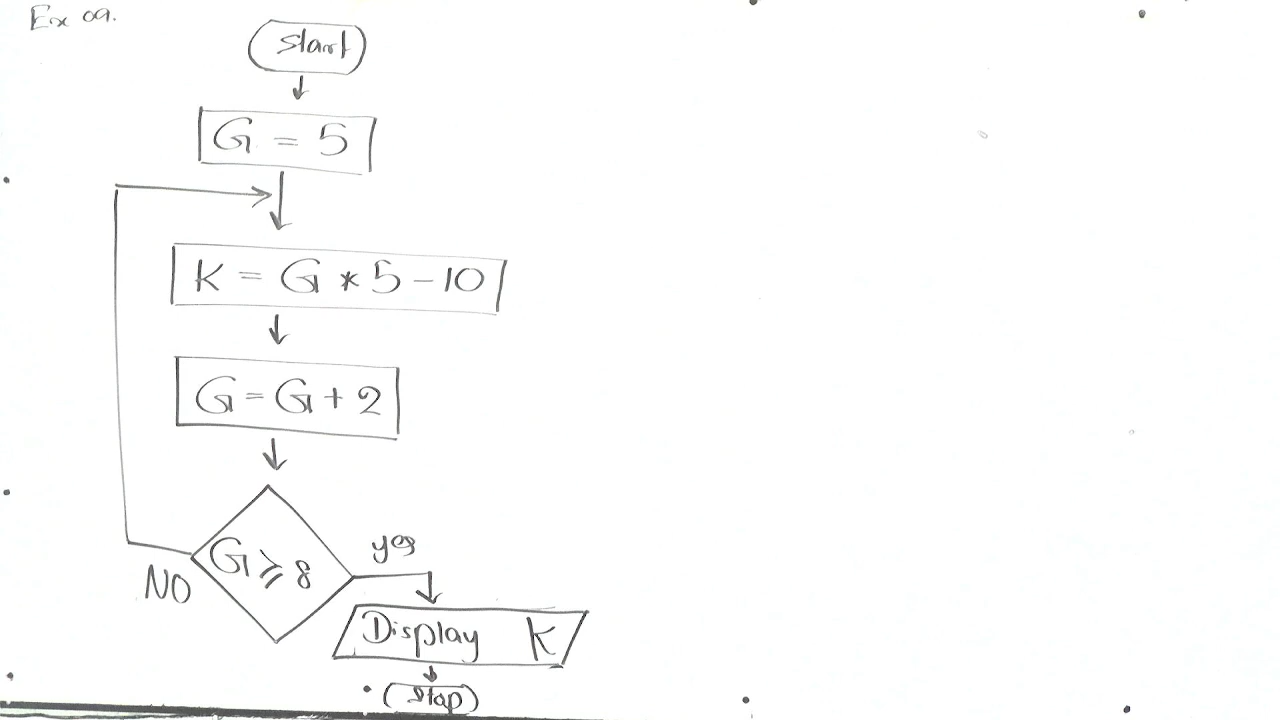 Ex 09.
Start
G = 5
K = G * 5 - 10
G = G + 2
G ⩾ 8
yes
NO
Display K
Stop